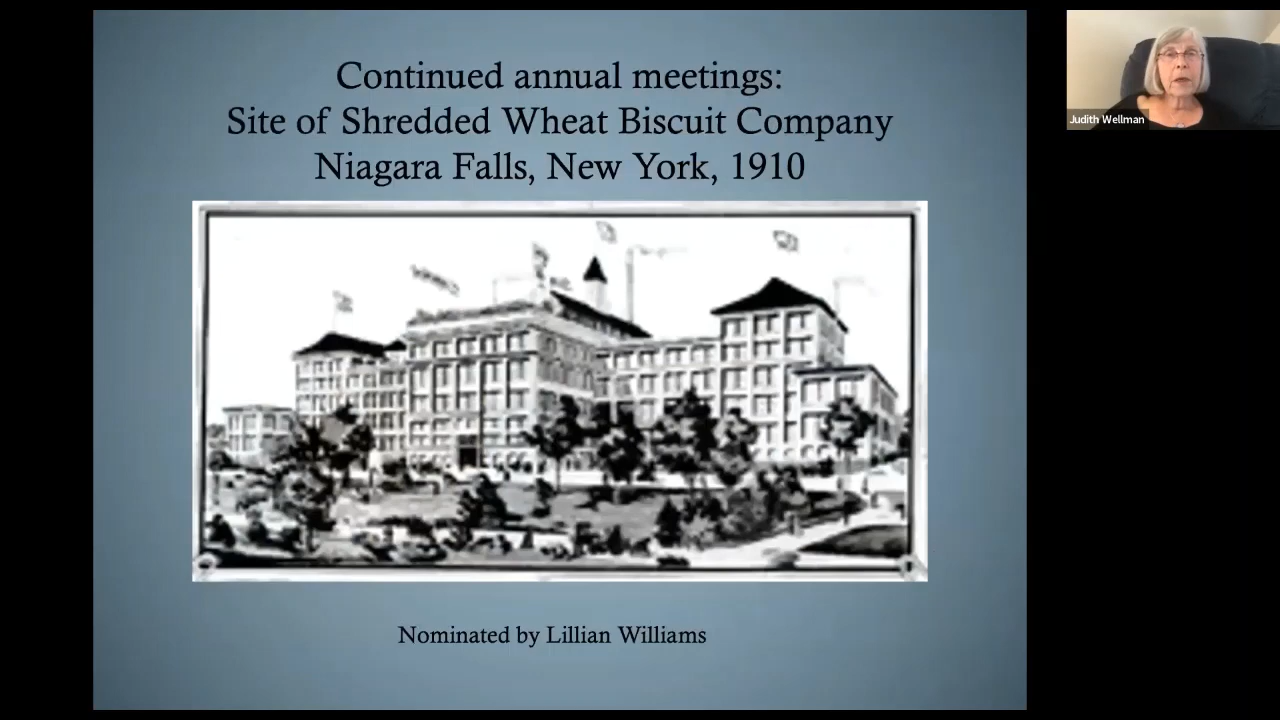 Continued annual meetings:
Site of Shredded Wheat Biscuit Company
Niagara Falls, New York, 1910
Nominated by Lillian Williams
Judith Wellman